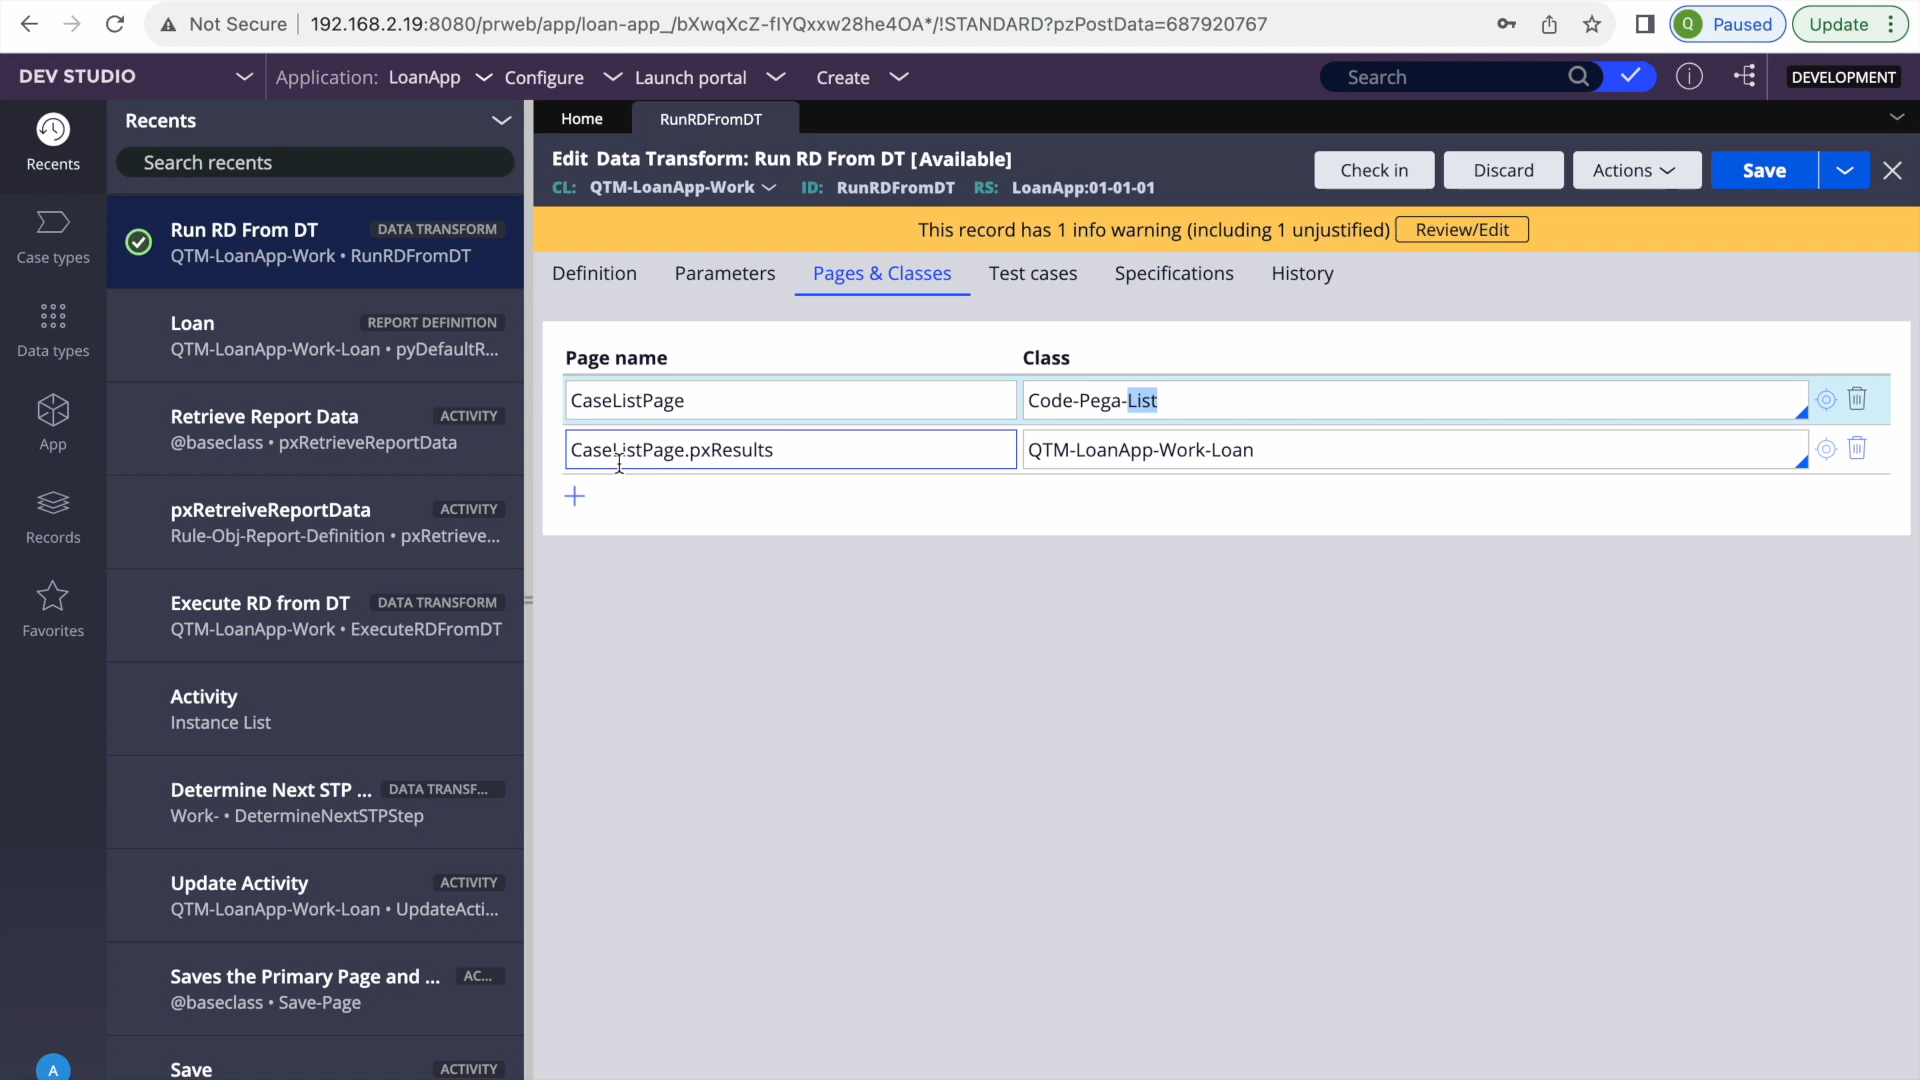 Not Secure
192.168.2.19:8080/prweb/app/loan-app_/bXwqXcZ-flYQxxw28he4OA*/!STANDARD?pzPostData=687920767
Q Paused
Update
DEV STUDIO
Application: LoanApp
Configure
Launch portal
Create
Search
DEVELOPMENT
Recents
Case types
Data types
App
Records
Favorites
A
Recents
Search recents
Run RD From DT DATA TRANSFORM
QTM-LoanApp-Work • RunRDFromDT
Loan REPORT DEFINITION
QTM-LoanApp-Work-Loan • pyDefaultR...
Retrieve Report Data ACTIVITY
@baseclass • pxRetrieveReportData
pxRetreiveReportData ACTIVITY
Rule-Obj-Report-Definition • pxRetrieve...
Execute RD from DT DATA TRANSFORM
QTM-LoanApp-Work • ExecuteRDFromDT
Activity
Instance List
Determine Next STP ... DATA TRANSF...
Work- • DetermineNextSTPStep
Update Activity ACTIVITY
QTM-LoanApp-Work-Loan • UpdateActi...
Saves the Primary Page and ... AC...
@baseclass • Save-Page
Save ACTIVITY
Home
RunRDFromDT
Edit Data Transform: Run RD From DT [Available]
CL: QTM-LoanApp-Work ID: RunRDFromDT RS: LoanApp:01-01-01
Check in
Discard
Actions
Save
This record has 1 info warning (including 1 unjustified) Review/Edit
Definition
Parameters
Pages & Classes
Test cases
Specifications
History
Page name Class
CaseListPage Code-Pega-List
CaseListPage.pxResults QTM-LoanApp-Work-Loan